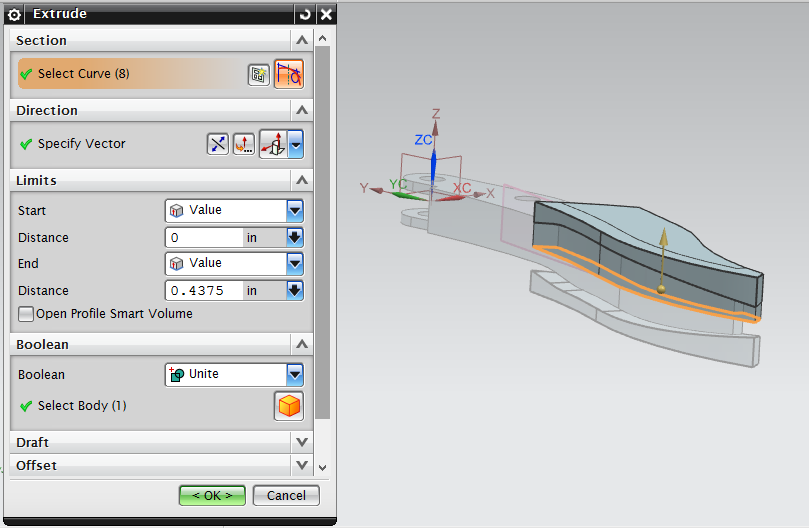 Extrude
Section
Select Curve (8)
Direction
Specify Vector
Limits
Start Value
Distance 0 in
End Value
Distance 0.4375 in
Open Profile Smart Volume
Boolean
Boolean Unite
Select Body (1)
Draft
Offset
< OK > Cancel
Z
ZC
Y YC XC X